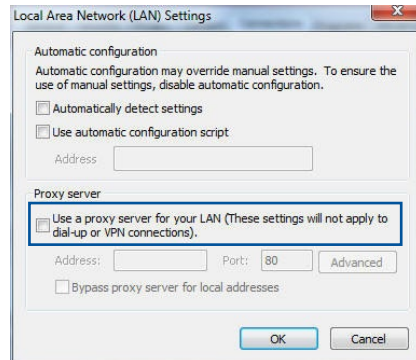 Local Area Network (LAN) Settings
Automatic configuration
Automatic configuration may override manual settings. To ensure the
use of manual settings, disable automatic configuration.
Automatically detect settings
Use automatic configuration script
Address
Proxy server
Use a proxy server for your LAN (These settings will not apply to
dial-up or VPN connections).
Address: Port: 80 Advanced
Bypass proxy server for local addresses
OK Cancel